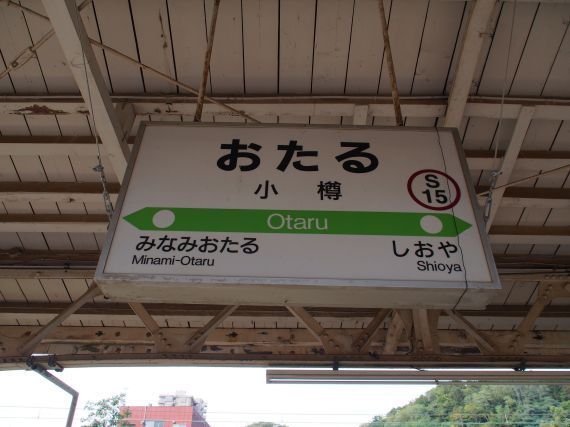 おたる
小樽
S
15
Otaru
みなみおたる
Minami-Otaru
しおや
Shioya